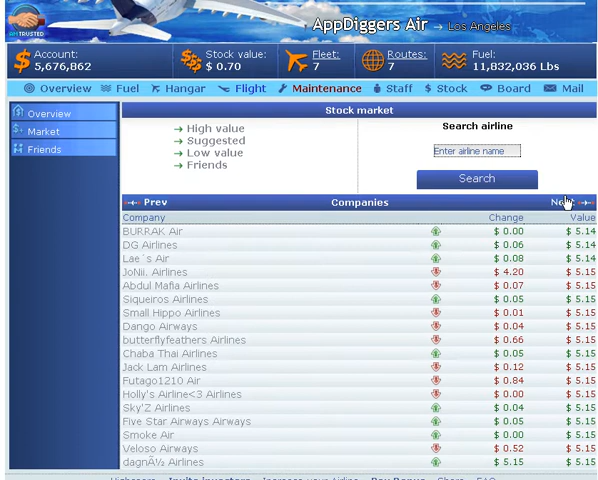 AppDiggers Air → Los Angeles
AMTRUSTED
Account: 5,676,862
Stock value: $ 0.70
Fleet: 7
Routes: 7
Fuel: 11,832,036 Lbs
Overview Fuel Hangar Flight Maintenance Staff Stock Board Mail
Overview
Market
Friends
Stock market
High value
Suggested
Low value
Friends
Search airline
Enter airline name
Search
Prev Companies
Company Change Value
BURRAK Air $ 0.00 $ 5.14
DG Airlines $ 0.06 $ 5.14
Lae´s Air $ 0.08 $ 5.14
JoNii. Airlines $ 4.20 $ 5.15
Abdul Mafia Airlines $ 0.07 $ 5.15
Siqueiros Airlines $ 0.05 $ 5.15
Small Hippo Airlines $ 0.01 $ 5.15
Dango Airways $ 0.04 $ 5.15
butterflyfeathers Airlines $ 0.66 $ 5.15
Chaba Thai Airlines $ 0.05 $ 5.15
Jack Lam Airlines $ 0.12 $ 5.15
Futago1210 Air $ 0.84 $ 5.15
Holly's Airline<3 Airlines $ 0.00 $ 5.15
Sky'Z Airlines $ 0.04 $ 5.15
Five Star Airways Airways $ 0.05 $ 5.15
Smoke Air $ 0.00 $ 5.15
Veloso Airways $ 0.52 $ 5.15
dagnÃ½ Airlines $ 5.15 $ 5.15